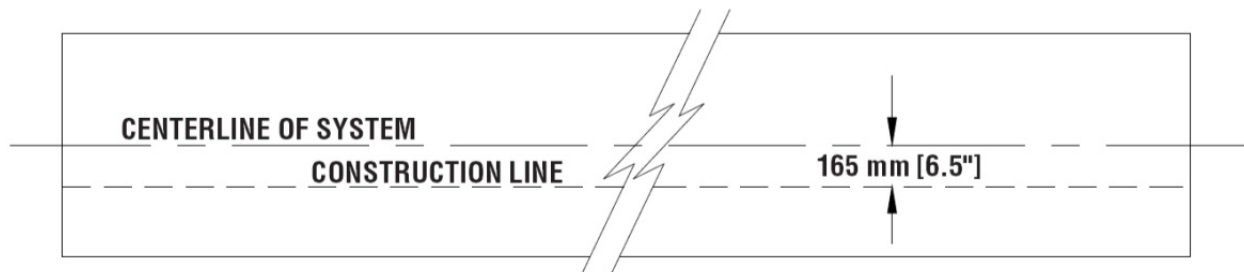 CENTERLINE OF SYSTEM
CONSTRUCTION LINE
165 mm [6.5"]